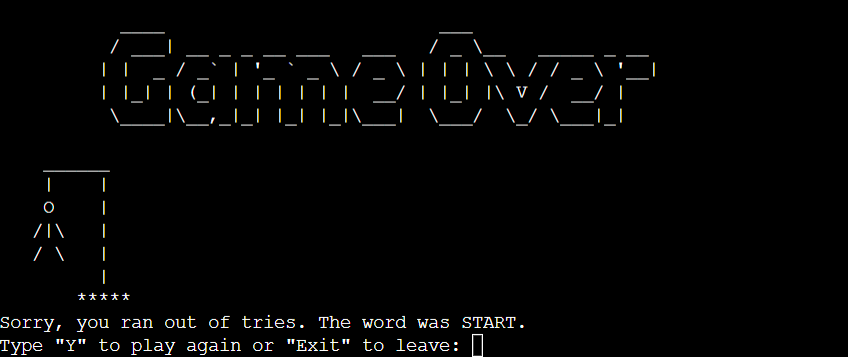 Game Over
Sorry, you ran out of tries. The word was START.
Type "Y" to play again or "Exit" to leave: